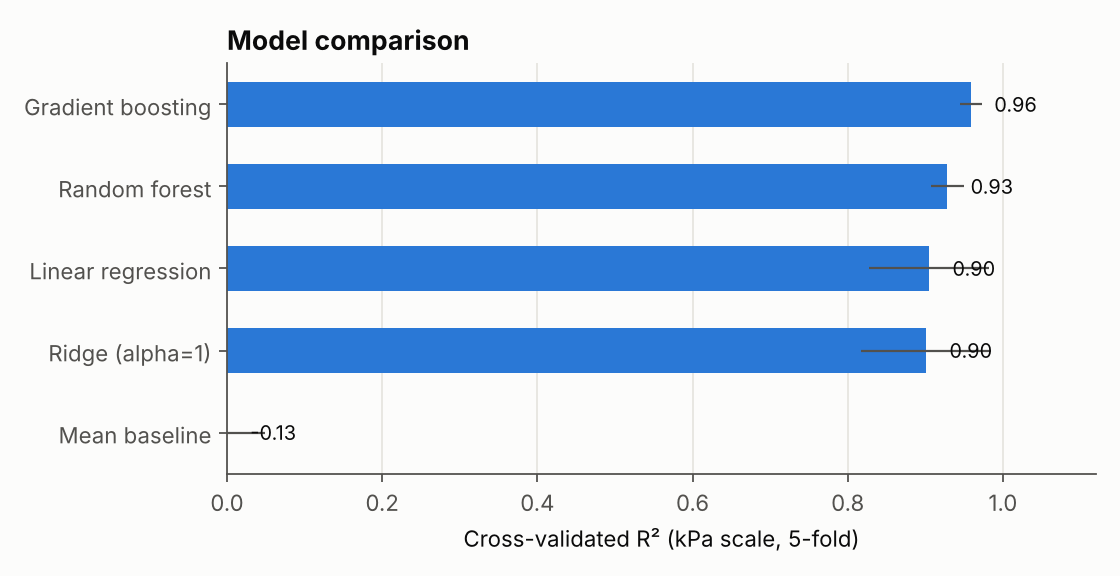 Model comparison
Gradient boosting 0.96
Random forest 0.93
Linear regression 0.90
Ridge (alpha=1) 0.90
Mean baseline -0.13
0.0 0.2 0.4 0.6 0.8 1.0
Cross-validated R² (kPa scale, 5-fold)